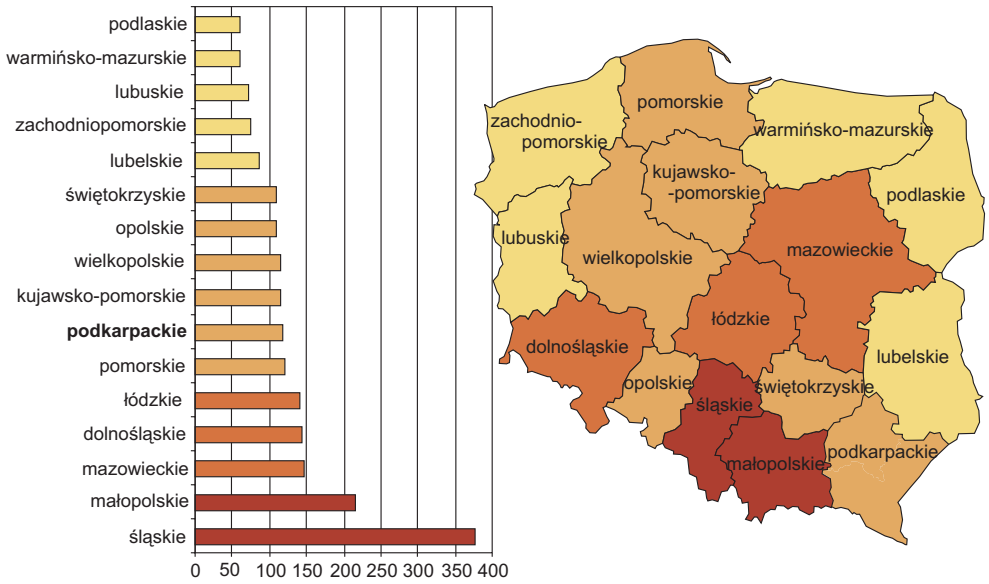 podlaskie
warmińsko-mazurskie
lubuskie
zachodniopomorskie
lubelskie
świętokrzyskie
opolskie
wielkopolskie
kujawsko-pomorskie
podkarpackie
pomorskie
łódzkie
dolnośląskie
mazowieckie
małopolskie
śląskie
0 50 100 150 200 250 300 350 400
pomorskie
zachodnio-
pomorskie
warmińsko-mazurskie
kujawsko-
-pomorskie
podlaskie
lubuskie
wielkopolskie
mazowieckie
łódzkie
dolnośląskie
lubelskie
opolskie
świętokrzyskie
śląskie
podkarpackie
małopolskie